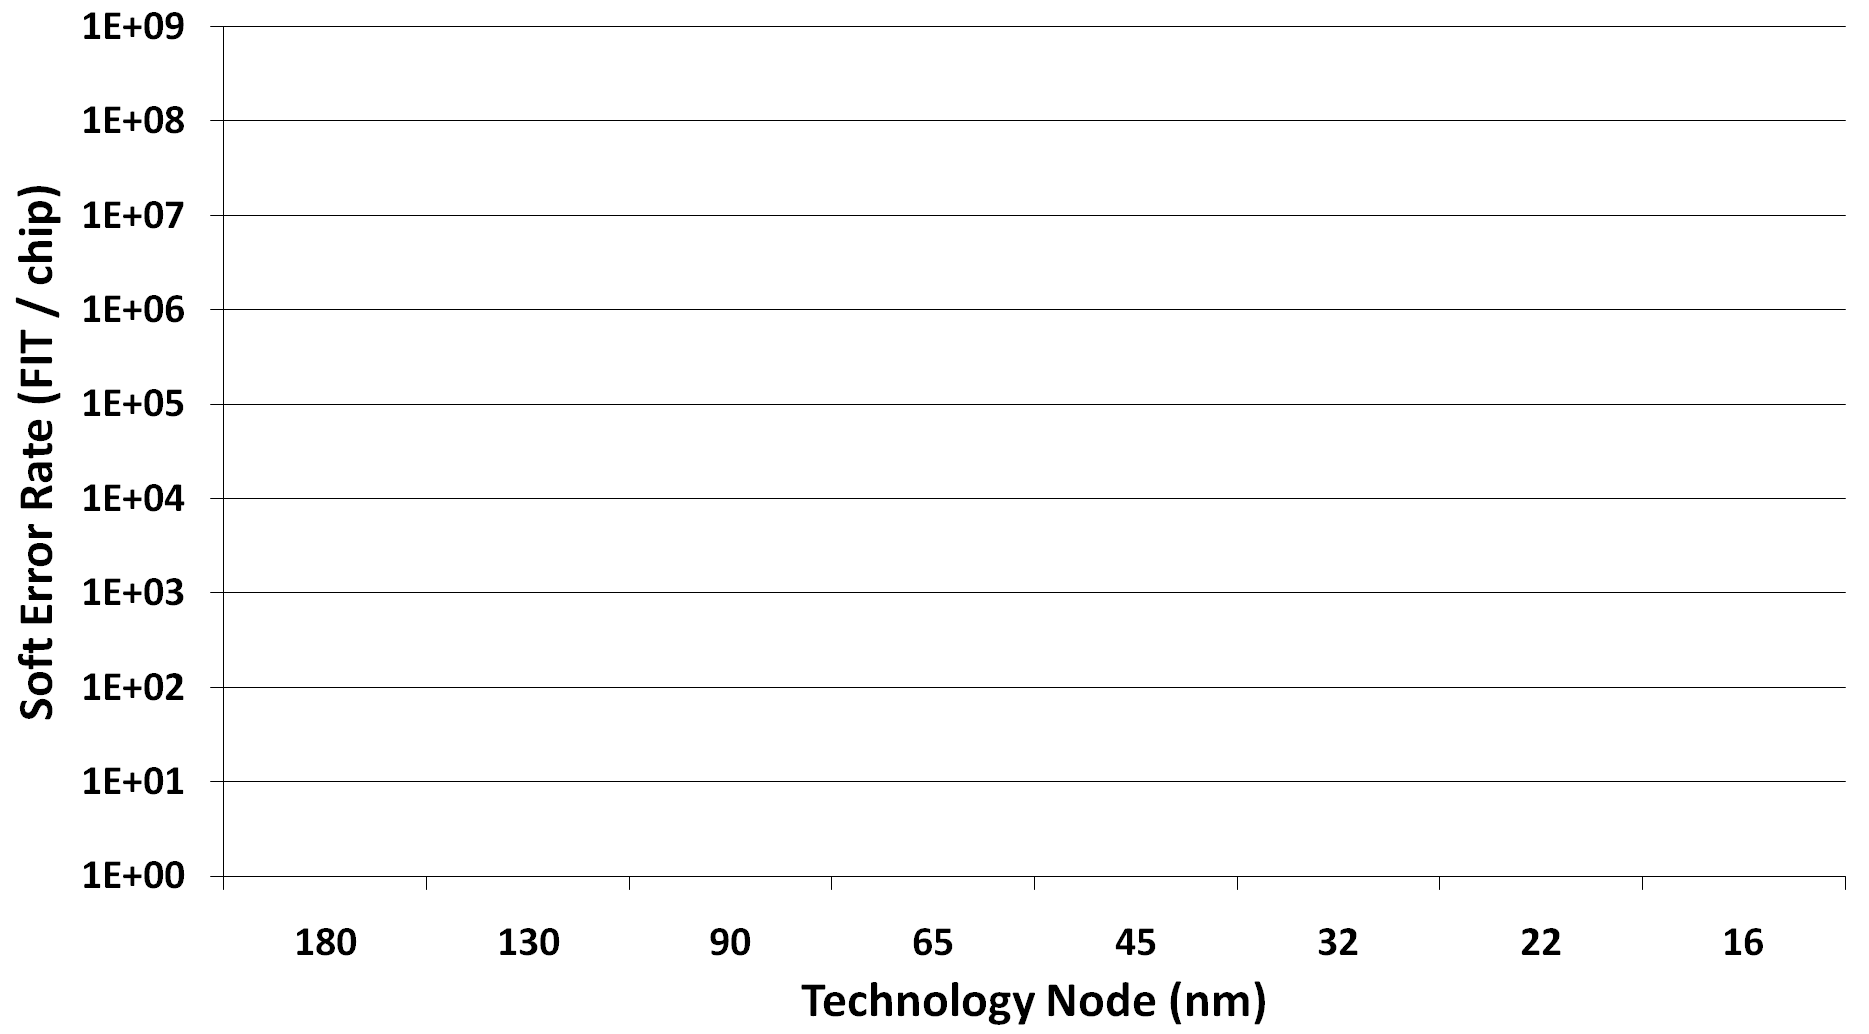 1E+09
1E+08
1E+07
1E+06
1E+05
1E+04
1E+03
1E+02
1E+01
1E+00
Soft Error Rate (FIT / chip)
180 130 90 65 45 32 22 16
Technology Node (nm)